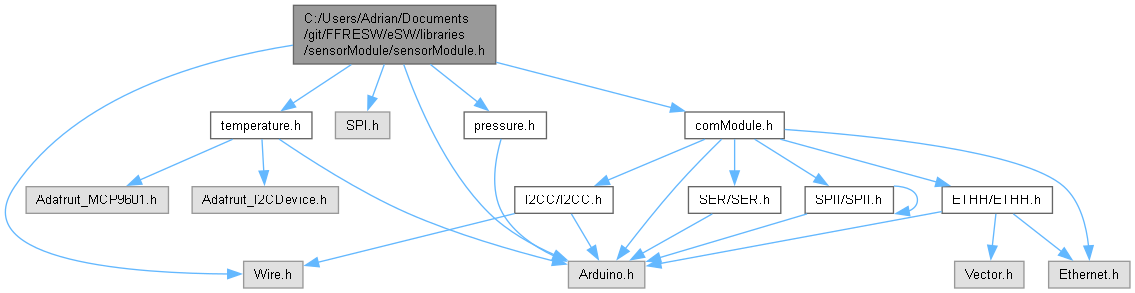 C:/Users/Adrian/Documents
/git/FFRESW/eSW/libraries
/sensorModule/sensorModule.h
temperature.h
SPI.h
pressure.h
comModule.h
Adafruit_MCP9601.h
Adafruit_I2CDevice.h
I2CC/I2CC.h
SER/SER.h
SPII/SPII.h
ETHH/ETHH.h
Wire.h
Arduino.h
Vector.h
Ethernet.h